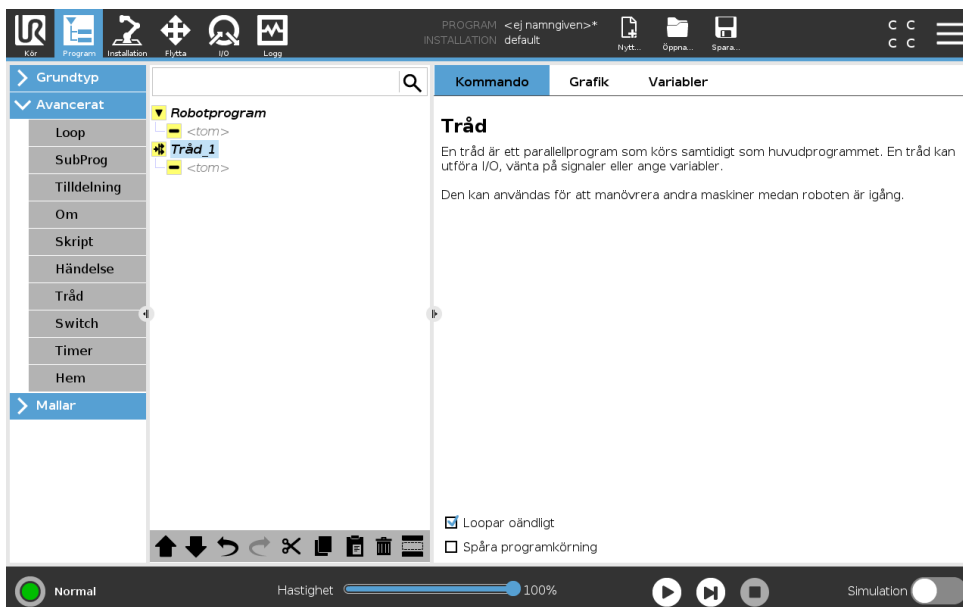 PROGRAM <ej namngiven>*
INSTALLATION default
Kör
Program
Installation
Flytta
I/O
Logg
Nytt...
Öppna...
Spara...
C C
C C
Grundtyp
Avancerat
Loop
SubProg
Tilldelning
Om
Skript
Händelse
Tråd
Switch
Timer
Hem
Mallar
Robotprogram
<tom>
Tråd_1
<tom>
Kommando
Grafik
Variabler
Tråd
En tråd är ett parallellprogram som körs samtidigt som huvudprogrammet. En tråd kan
utföra I/O, vänta på signaler eller ange variabler.
Den kan användas för att manövrera andra maskiner medan roboten är igång.
Loopar oändligt
Spåra programkörning
Normal
Hastighet
100%
Simulation